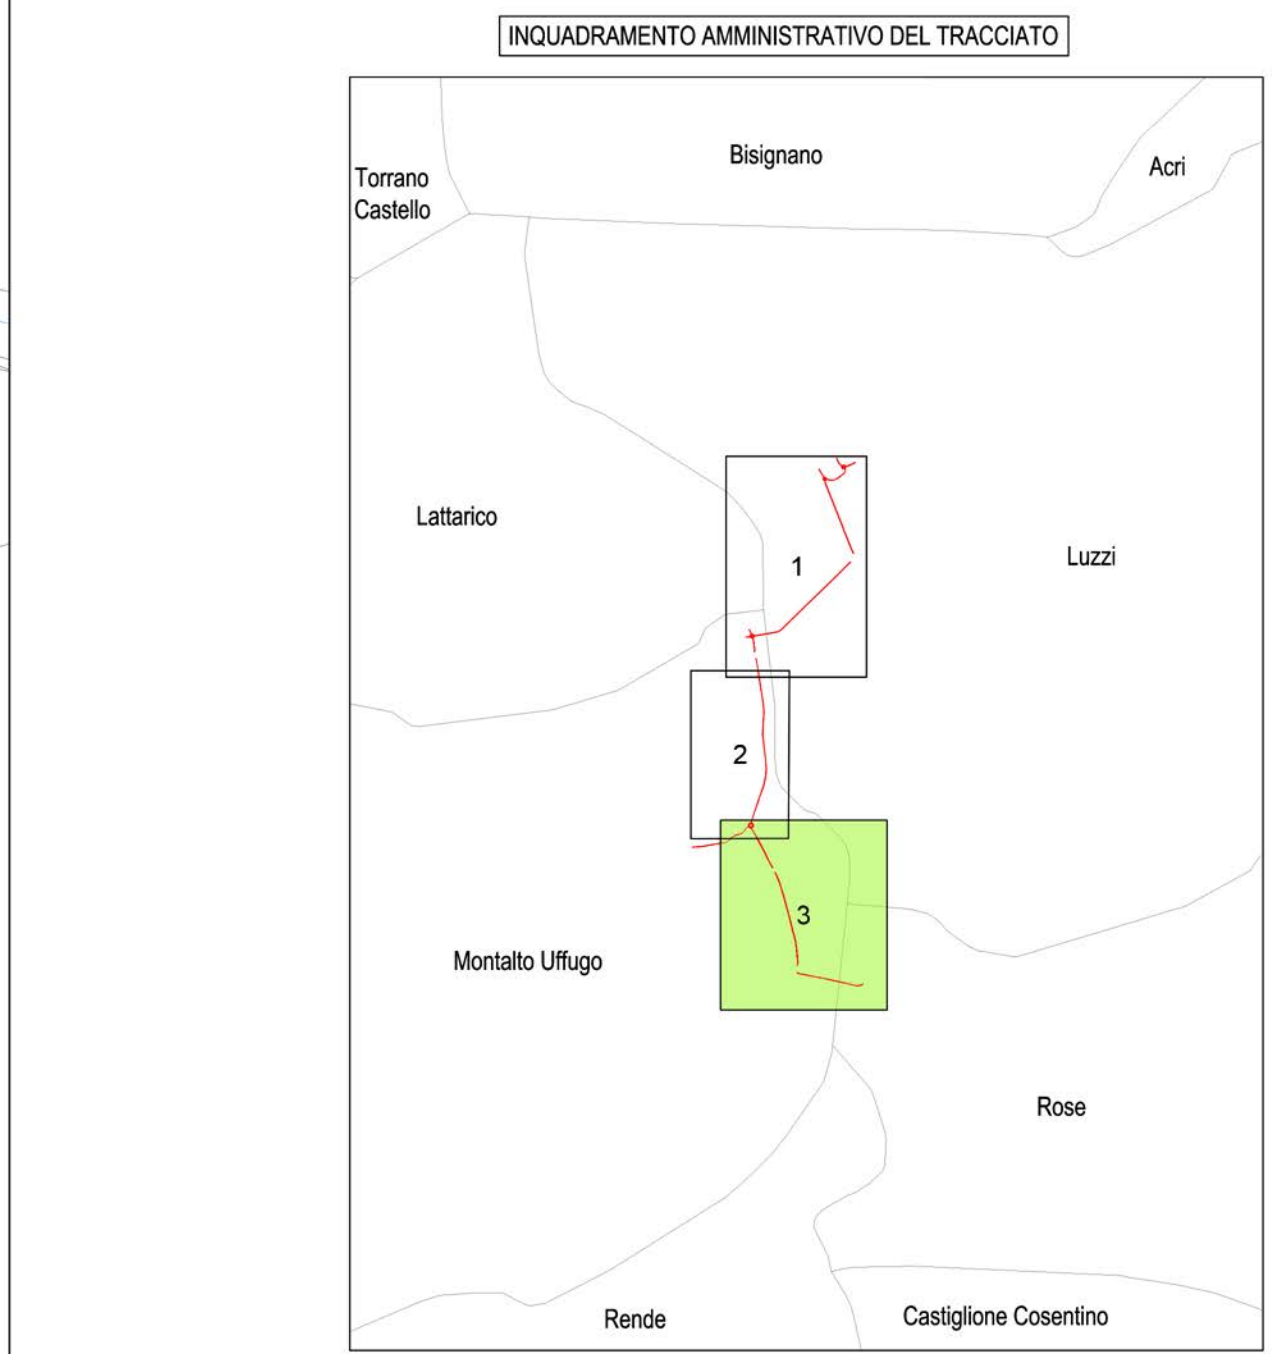 INQUADRAMENTO AMMINISTRATIVO DEL TRACCIATO
Bisignano
Acri
Torrano
Castello
Lattarico
Luzzi
1
2
3
Montalto Uffugo
Rose
Rende
Castiglione Cosentino